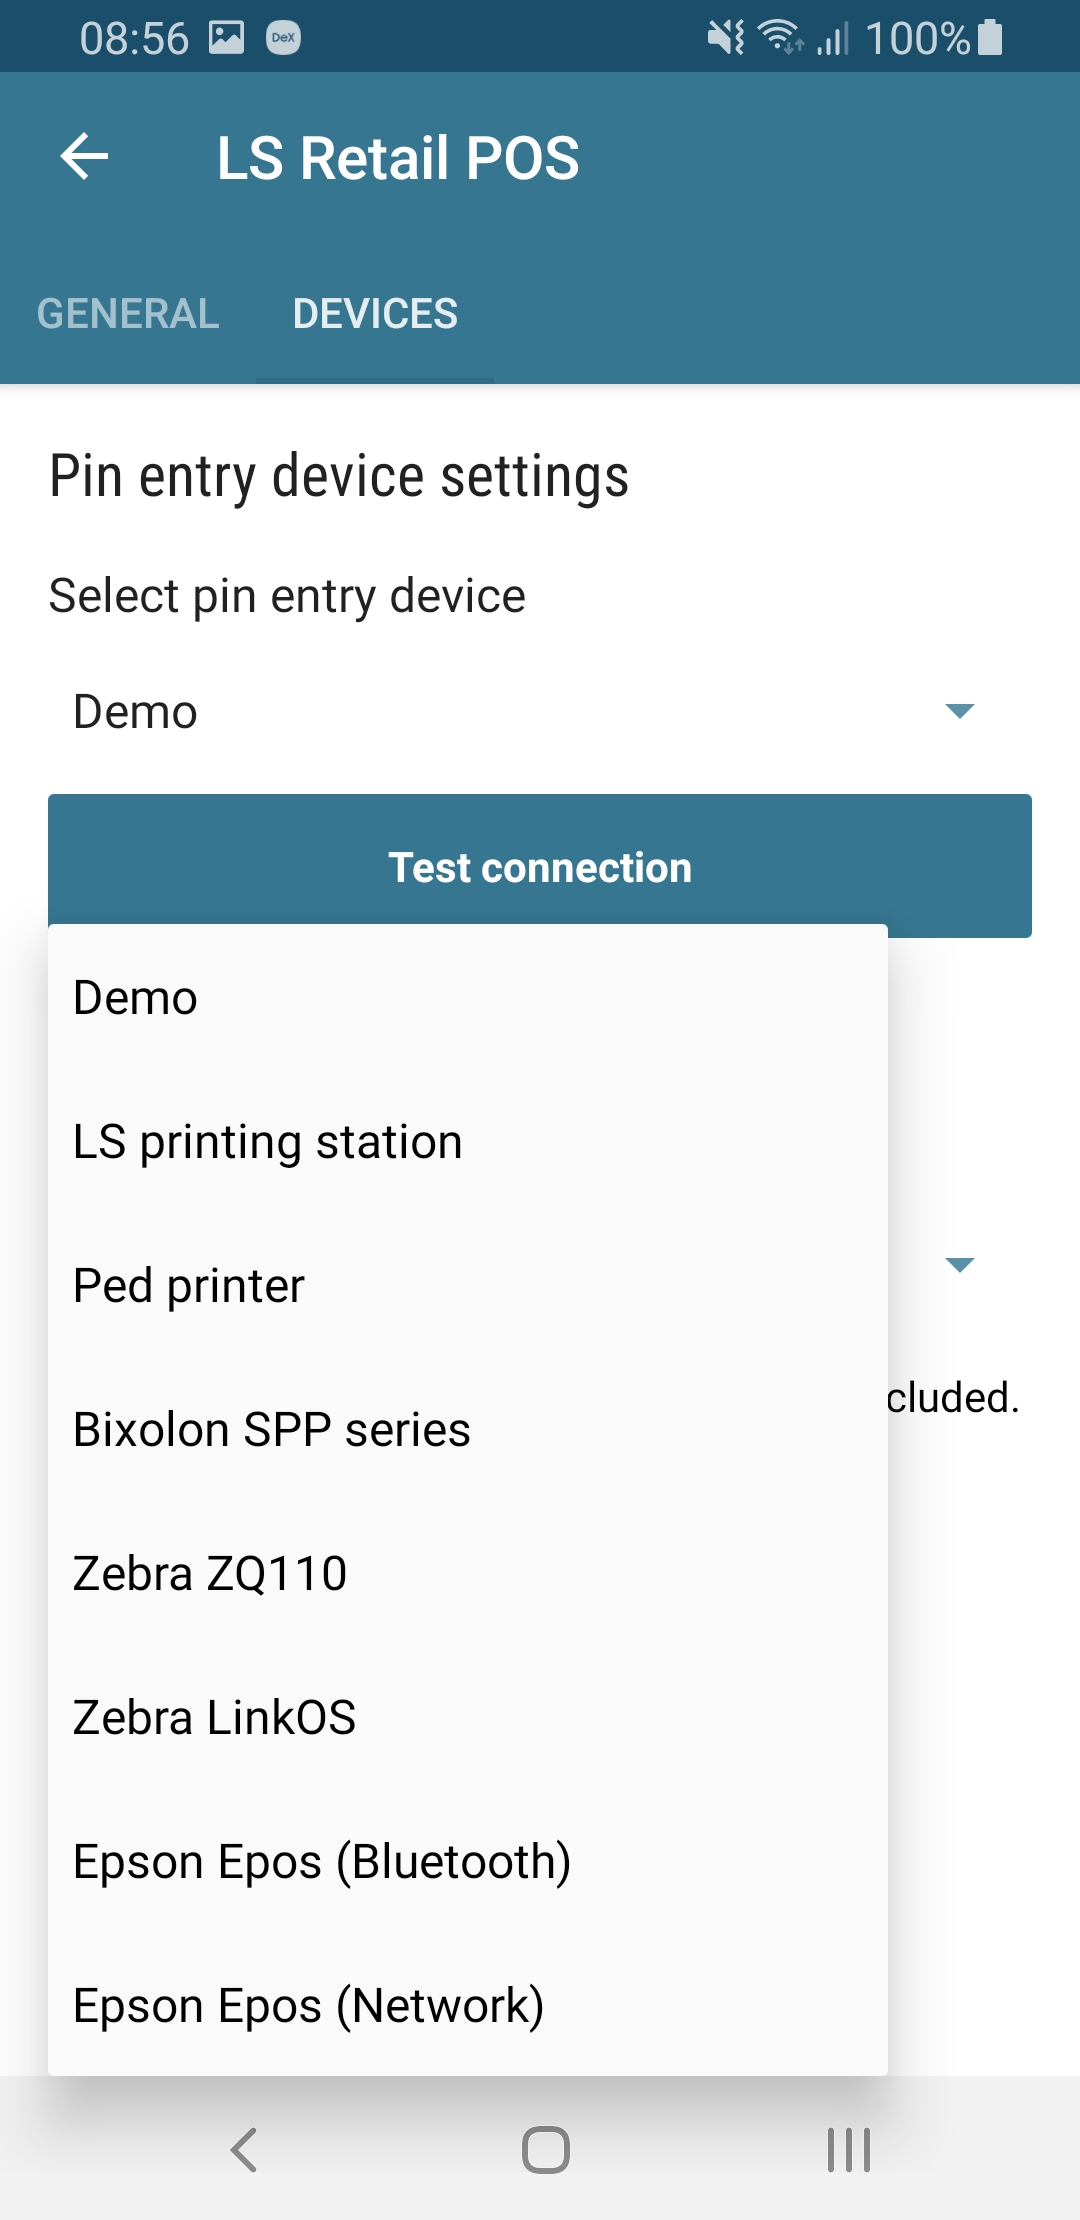 08:56 DeX 100%
LS Retail POS
GENERAL DEVICES
Pin entry device settings
Select pin entry device
Demo
Test connection
Demo
LS printing station
Ped printer
cluded.
Bixolon SPP series
Zebra ZQ110
Zebra LinkOS
Epson Epos (Bluetooth)
Epson Epos (Network)